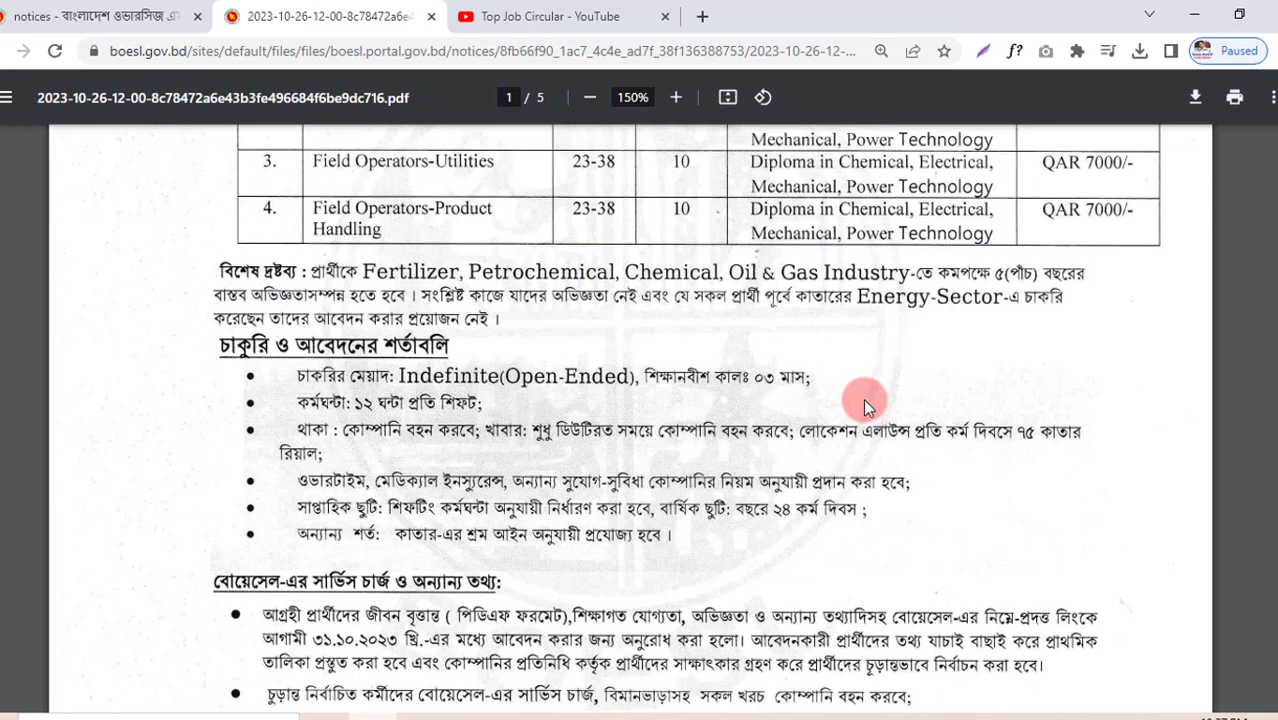 notices - বাংলাদেশ ওভারসিজ এম
2023-10-26-12-00-8c78472a6e4
Top Job Circular - YouTube
boesl.gov.bd/sites/default/files/files/boesl.portal.gov.bd/notices/8fb66f90_1ac7_4c4e_ad7f_38f136388753/2023-10-26-12-...
Paused
2023-10-26-12-00-8c78472a6e43b3fe496684f6be9dc716.pdf
1 / 5
150%
Mechanical, Power Technology
3. Field Operators-Utilities 23-38 10 Diploma in Chemical, Electrical, QAR 7000/-
Mechanical, Power Technology
4. Field Operators-Product 23-38 10 Diploma in Chemical, Electrical, QAR 7000/-
Handling Mechanical, Power Technology
বিশেষ দ্রষ্টব্য : প্রার্থীকে Fertilizer, Petrochemical, Chemical, Oil & Gas Industry-তে কমপক্ষে ৫(পাঁচ) বছরের
বাস্তব অভিজ্ঞতাসম্পন্ন হতে হবে । সংশ্লিষ্ট কাজে যাদের অভিজ্ঞতা নেই এবং যে সকল প্রার্থী পূর্বে কাতারের Energy-Sector-এ চাকরি
করেছেন তাদের আবেদন করার প্রয়োজন নেই ।
চাকুরি ও আবেদনের শর্তাবলি
• চাকরির মেয়াদ: Indefinite(Open-Ended), শিক্ষানবীশ কালঃ ০৩ মাস;
• কর্মঘন্টা: ১২ ঘন্টা প্রতি শিফট;
• থাকা : কোম্পানি বহন করবে; খাবার: শুধু ডিউটিরত সময়ে কোম্পানি বহন করবে; লোকেশন এলাউন্স প্রতি কর্ম দিবসে ৭৫ কাতার
রিয়াল;
• ওভারটাইম, মেডিক্যাল ইনস্যুরেন্স, অন্যান্য সুযোগ-সুবিধা কোম্পানির নিয়ম অনুযায়ী প্রদান করা হবে;
• সাপ্তাহিক ছুটি: শিফটিং কর্মঘন্টা অনুযায়ী নির্ধারণ করা হবে, বার্ষিক ছুটি: বছরে ২৪ কর্ম দিবস ;
• অন্যান্য শর্ত: কাতার-এর শ্রম আইন অনুযায়ী প্রযোজ্য হবে ।
বোয়েসেল-এর সার্ভিস চার্জ ও অন্যান্য তথ্য:
• আগ্রহী প্রার্থীদের জীবন বৃত্তান্ত ( পিডিএফ ফরমেট),শিক্ষাগত যোগ্যতা, অভিজ্ঞতা ও অন্যান্য তথ্যাদিসহ বোয়েসেল-এর নিম্নে-প্রদত্ত লিংকে
আগামী ৩১.১০.২০২৩ খ্রি.-এর মধ্যে আবেদন করার জন্য অনুরোধ করা হলো। আবেদনকারী প্রার্থীদের তথ্য যাচাই বাছাই করে প্রাথমিক
তালিকা প্রস্তুত করা হবে এবং কোম্পানির প্রতিনিধি কর্তৃক প্রার্থীদের সাক্ষাৎকার গ্রহণ করে প্রার্থীদের চূড়ান্তভাবে নির্বাচন করা হবে।
• চূড়ান্ত নির্বাচিত কর্মীদের বোয়েসেল-এর সার্ভিস চার্জ, বিমানভাড়াসহ সকল খরচ কোম্পানি বহন করবে;